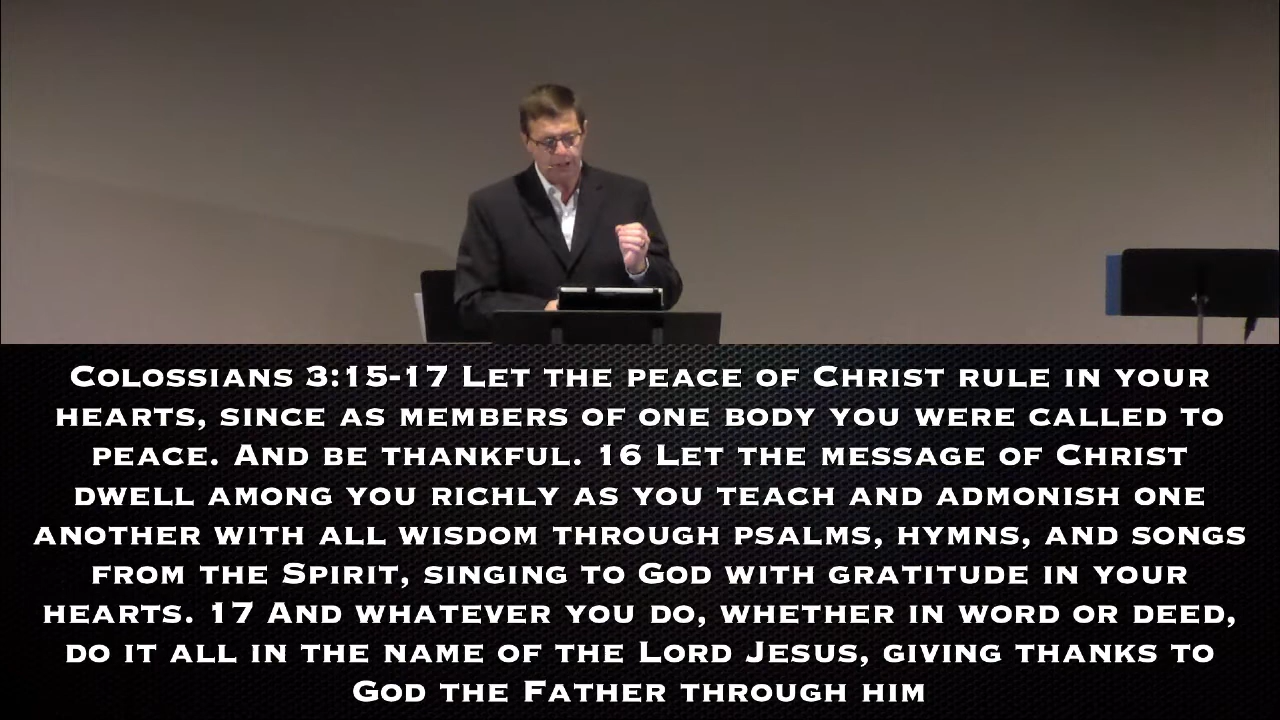 Colossians 3:15-17 Let the peace of Christ rule in your
hearts, since as members of one body you were called to
peace. And be thankful. 16 Let the message of Christ
dwell among you richly as you teach and admonish one
another with all wisdom through psalms, hymns, and songs
from the Spirit, singing to God with gratitude in your
hearts. 17 And whatever you do, whether in word or deed,
do it all in the name of the Lord Jesus, giving thanks to
God the Father through him